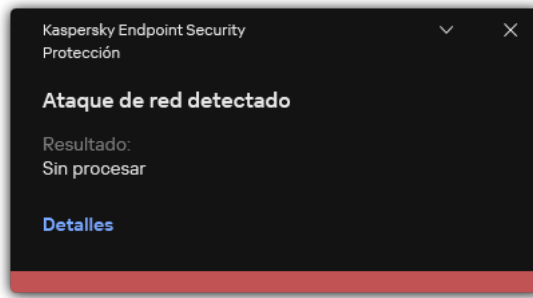 Kaspersky Endpoint Security
Protección
Ataque de red detectado
Resultado:
Sin procesar
Detalles